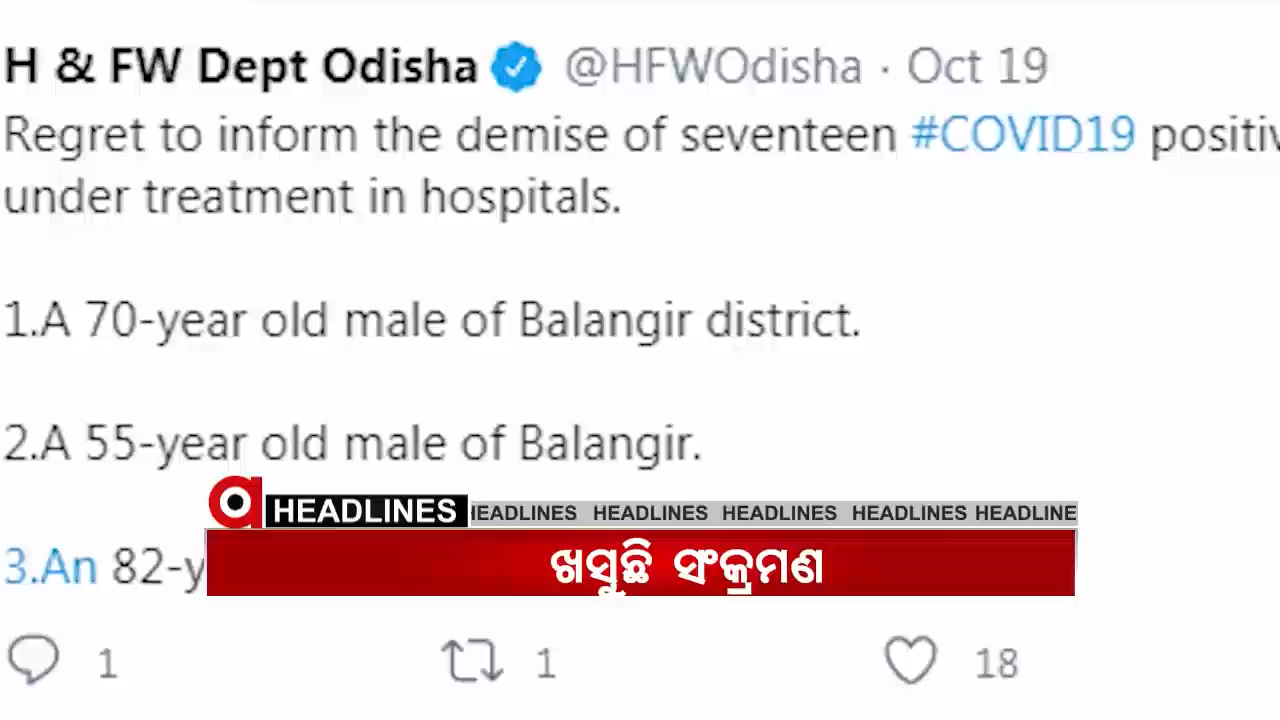 H & FW Dept Odisha @HFWOdisha · Oct 19
Regret to inform the demise of seventeen #COVID19
under treatment in hospitals.
1.A 70-year old male of Balangir district.
2.A 55-year old male of Balangir.
a HEADLINES HEADLINES HEADLINES HEADLINES HEADLINES HEADLINE
3.An
ଖସୁଛି ସଂକ୍ରମଣ
1 1 18